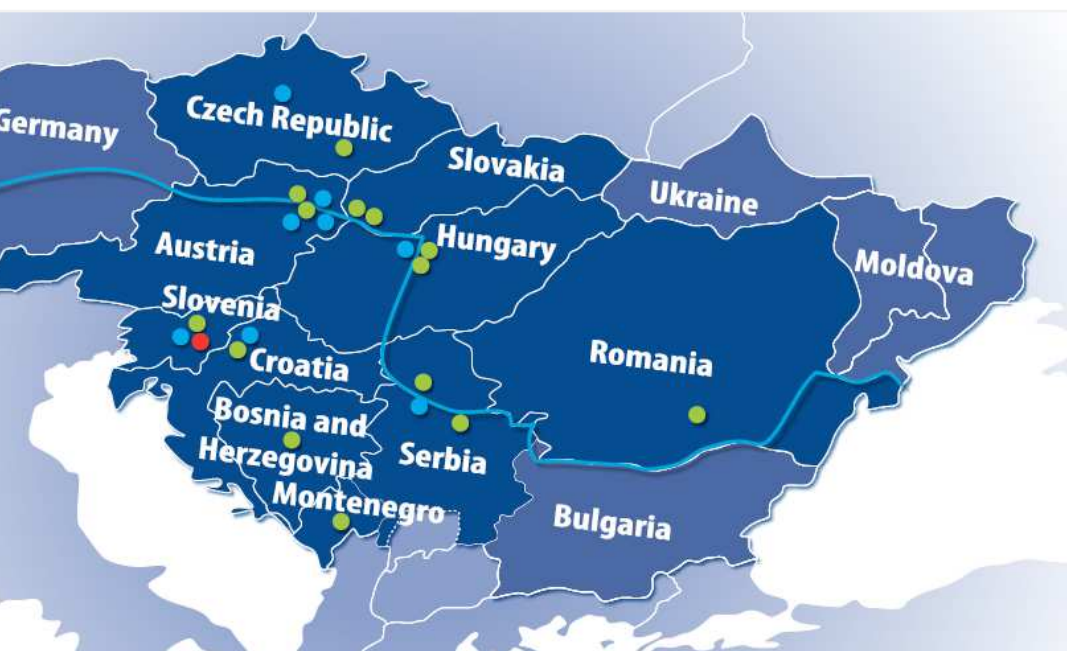 Czech Republic
Germany
Slovakia
Ukraine
Austria
Hungary
Moldova
Slovenia
Croatia
Romania
Bosnia and
Herzegovina
Serbia
Montenegro
Bulgaria